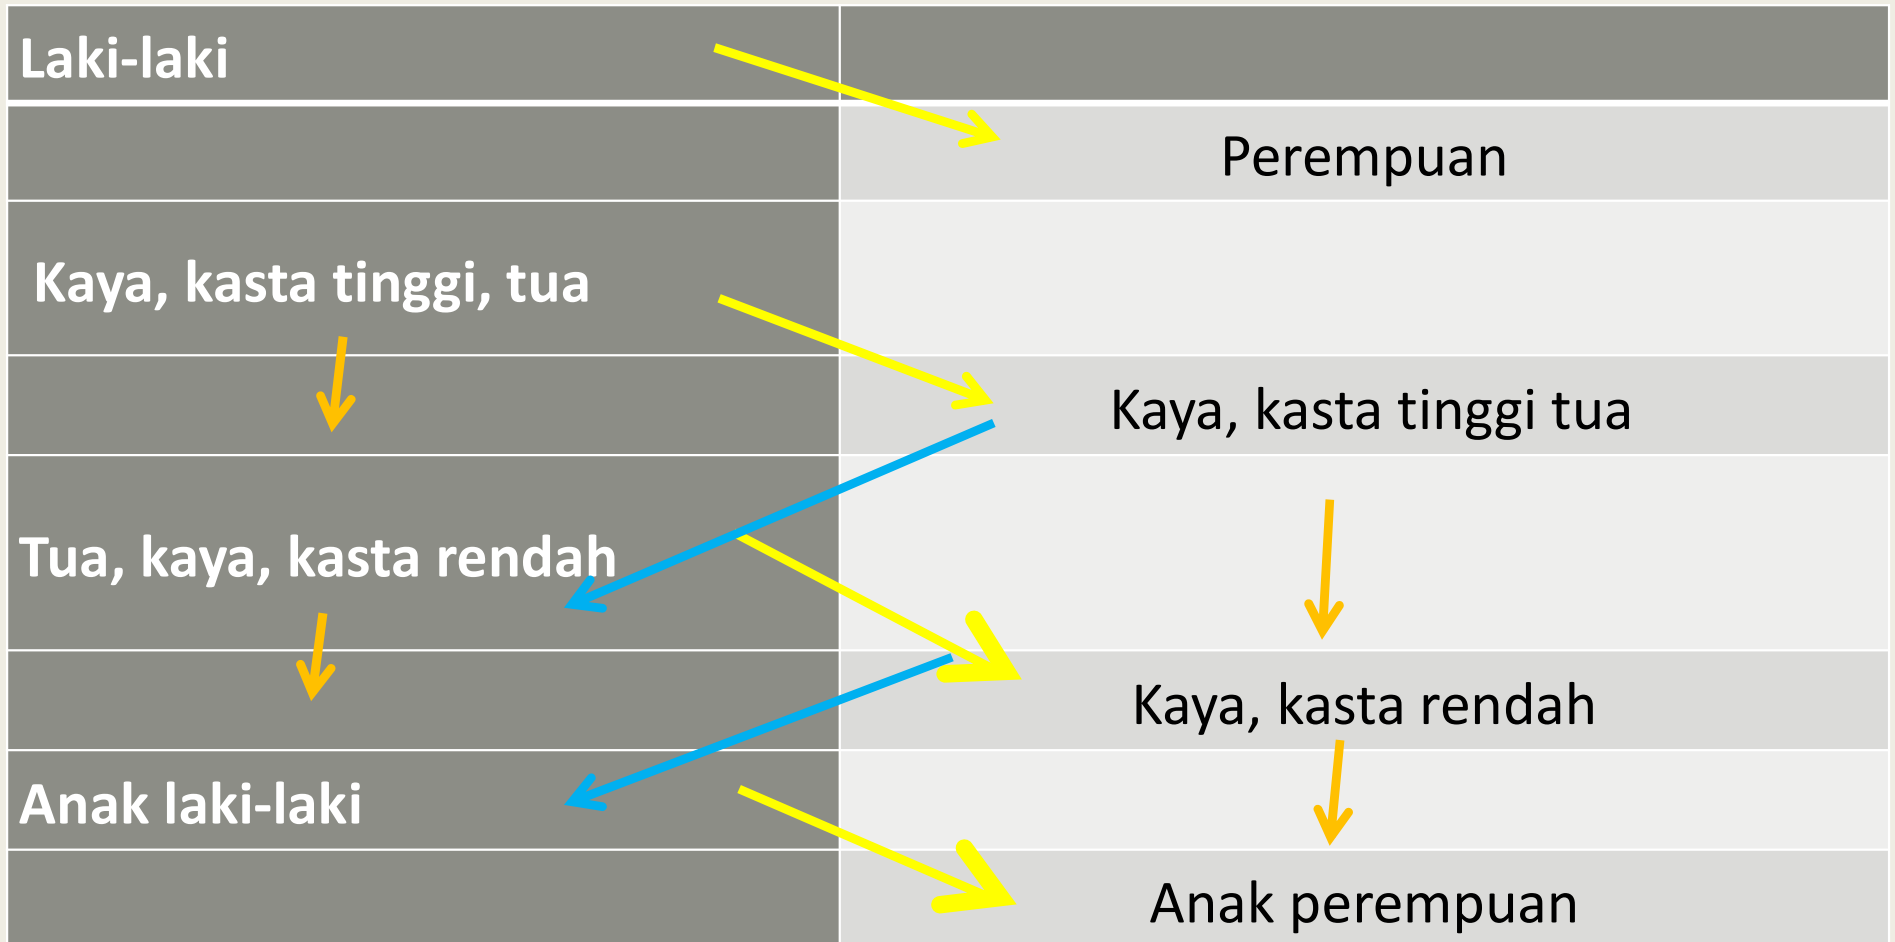 Laki-laki
Perempuan
Kaya, kasta tinggi, tua
Kaya, kasta tinggi tua
Tua, kaya, kasta rendah
Kaya, kasta rendah
Anak laki-laki
Anak perempuan